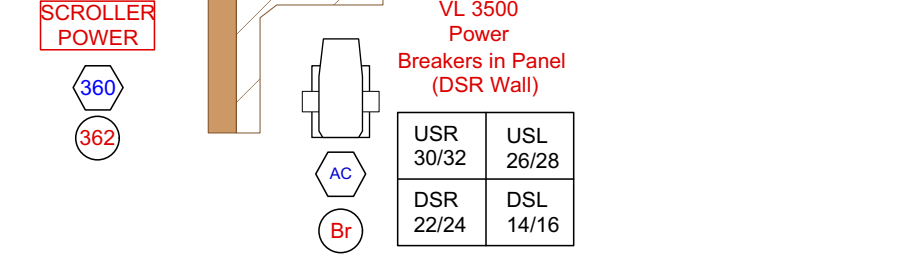 SCROLLER
POWER
360
362
VL 3500
Power
Breakers in Panel
(DSR Wall)
AC
Br
USR
30/32
USL
26/28
DSR
22/24
DSL
14/16